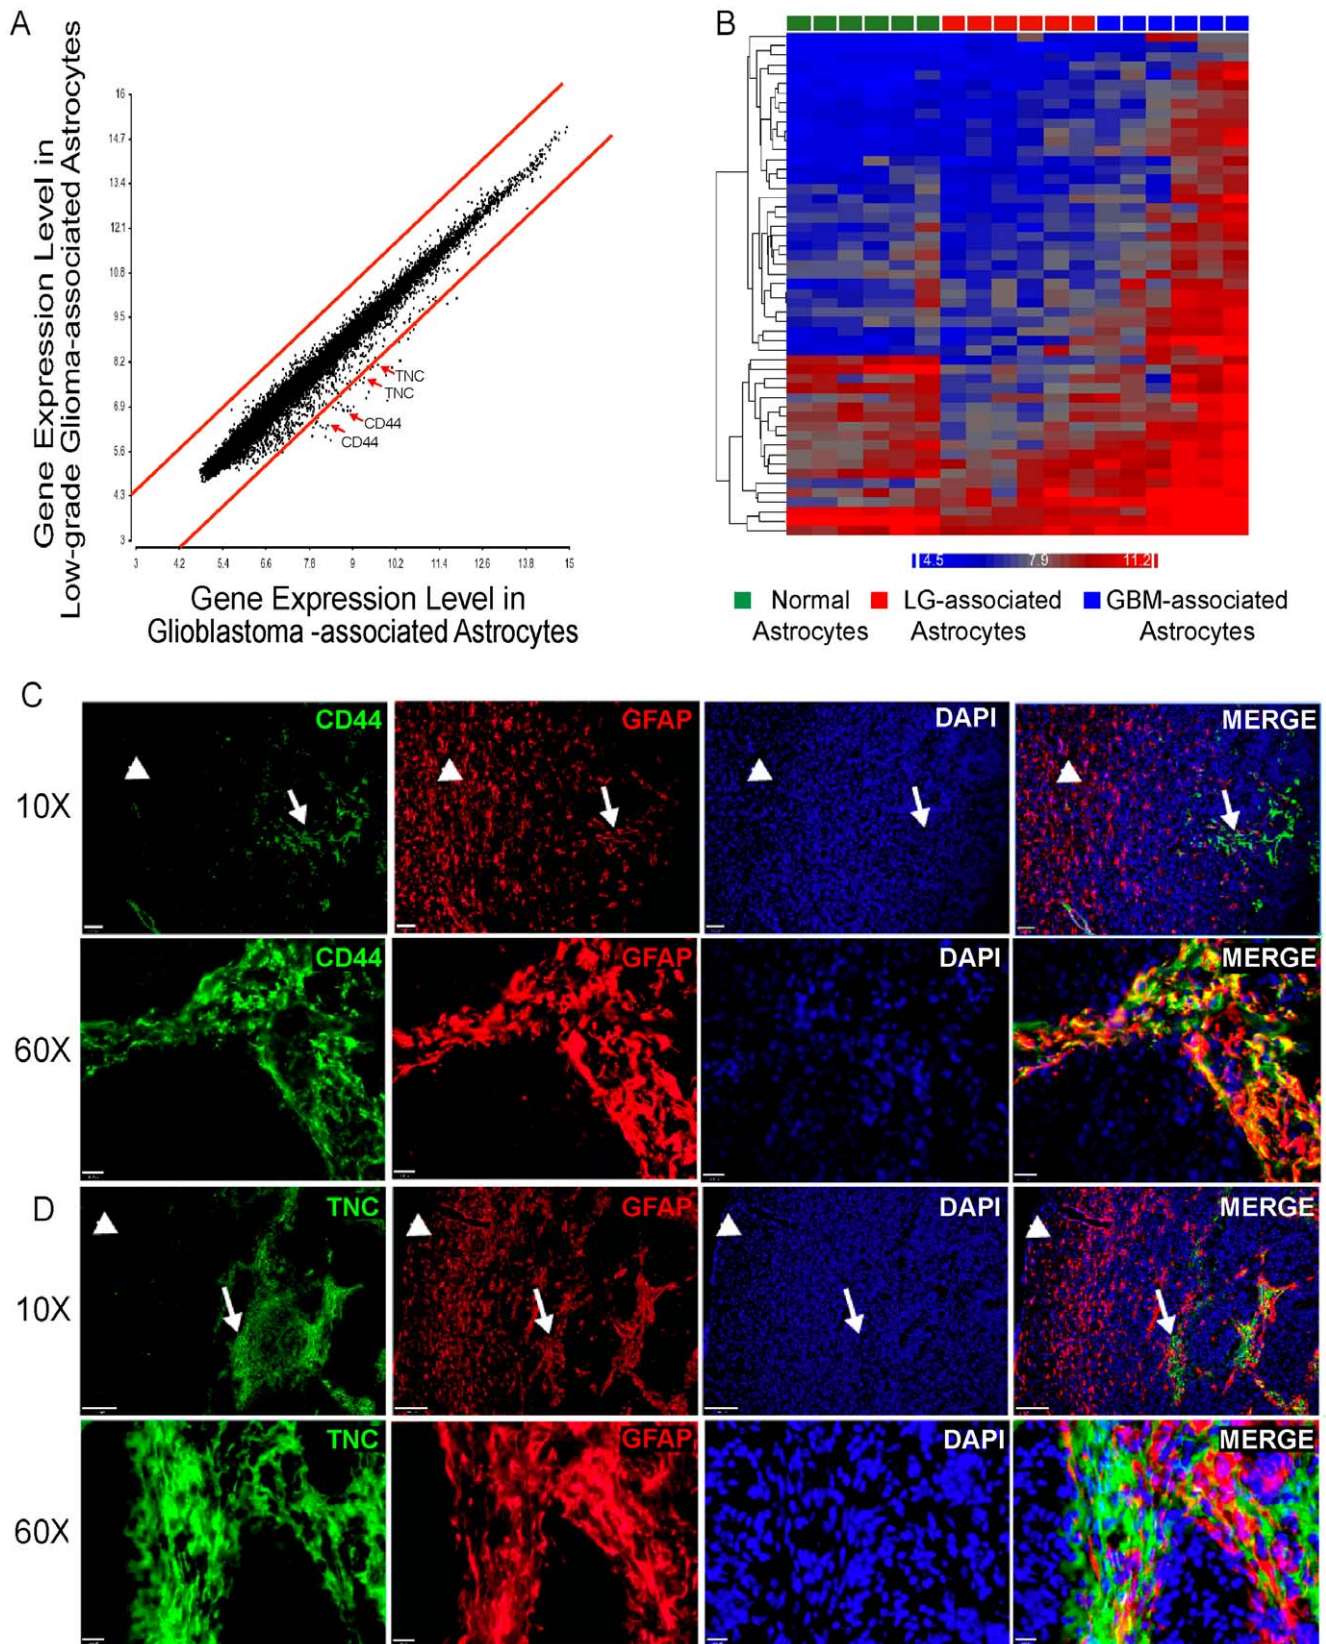 A
Gene Expression Level in
Low-grade Glioma-associated Astrocytes
16
14.7
13.4
12.1
10.8
9.5
8.2
6.9
5.6
4.3
3
TNC
TNC
CD44
CD44
3 4.2 5.4 6.6 7.8 9 10.2 11.4 12.6 13.8 15
Gene Expression Level in
Glioblastoma -associated Astrocytes
B
4.5 7.9 11.2
Normal Astrocytes
LG-associated Astrocytes
GBM-associated Astrocytes
C
10X
CD44 GFAP DAPI MERGE
60X
CD44 GFAP DAPI MERGE
D
10X
TNC GFAP DAPI MERGE
60X
TNC GFAP DAPI MERGE